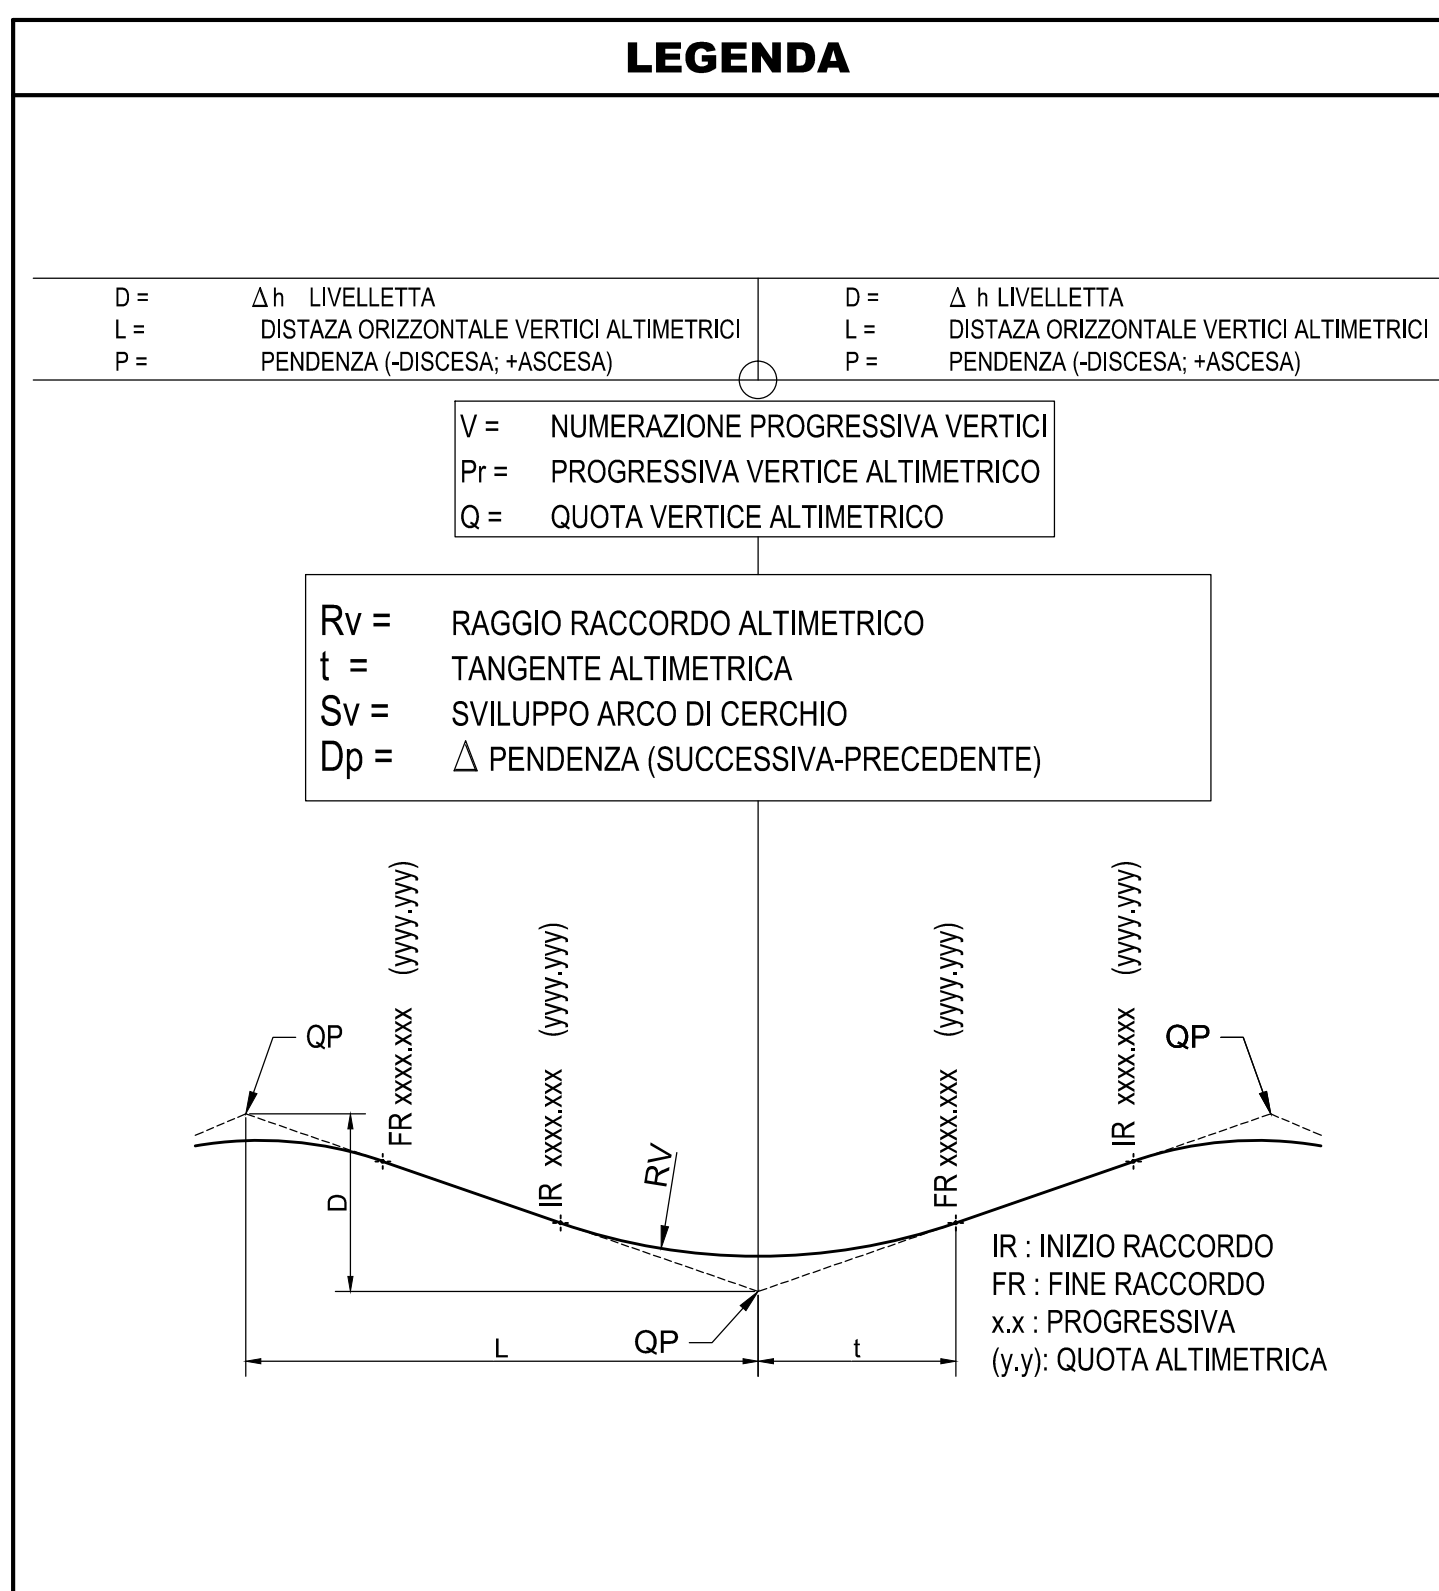 LEGENDA
D = Δ h LIVELLETTA
L = DISTAZA ORIZZONTALE VERTICI ALTIMETRICI
P = PENDENZA (-DISCESA; +ASCESA)
D = Δ h LIVELLETTA
L = DISTAZA ORIZZONTALE VERTICI ALTIMETRICI
P = PENDENZA (-DISCESA; +ASCESA)
V = NUMERAZIONE PROGRESSIVA VERTICI
Pr = PROGRESSIVA VERTICE ALTIMETRICO
Q = QUOTA VERTICE ALTIMETRICO
Rv = RAGGIO RACCORDO ALTIMETRICO
t = TANGENTE ALTIMETRICA
Sv = SVILUPPO ARCO DI CERCHIO
Dp = Δ PENDENZA (SUCCESSIVA-PRECEDENTE)
QP
FR xxxx.xxx (yyyy.yyy)
IR xxxx.xxx (yyyy.yyy)
FR xxxx.xxx (yyyy.yyy)
IR xxxx.xxx (yyyy.yyy)
QP
D
RV
QP
L
t
IR : INIZIO RACCORDO
FR : FINE RACCORDO
x.x : PROGRESSIVA
(y.y): QUOTA ALTIMETRICA